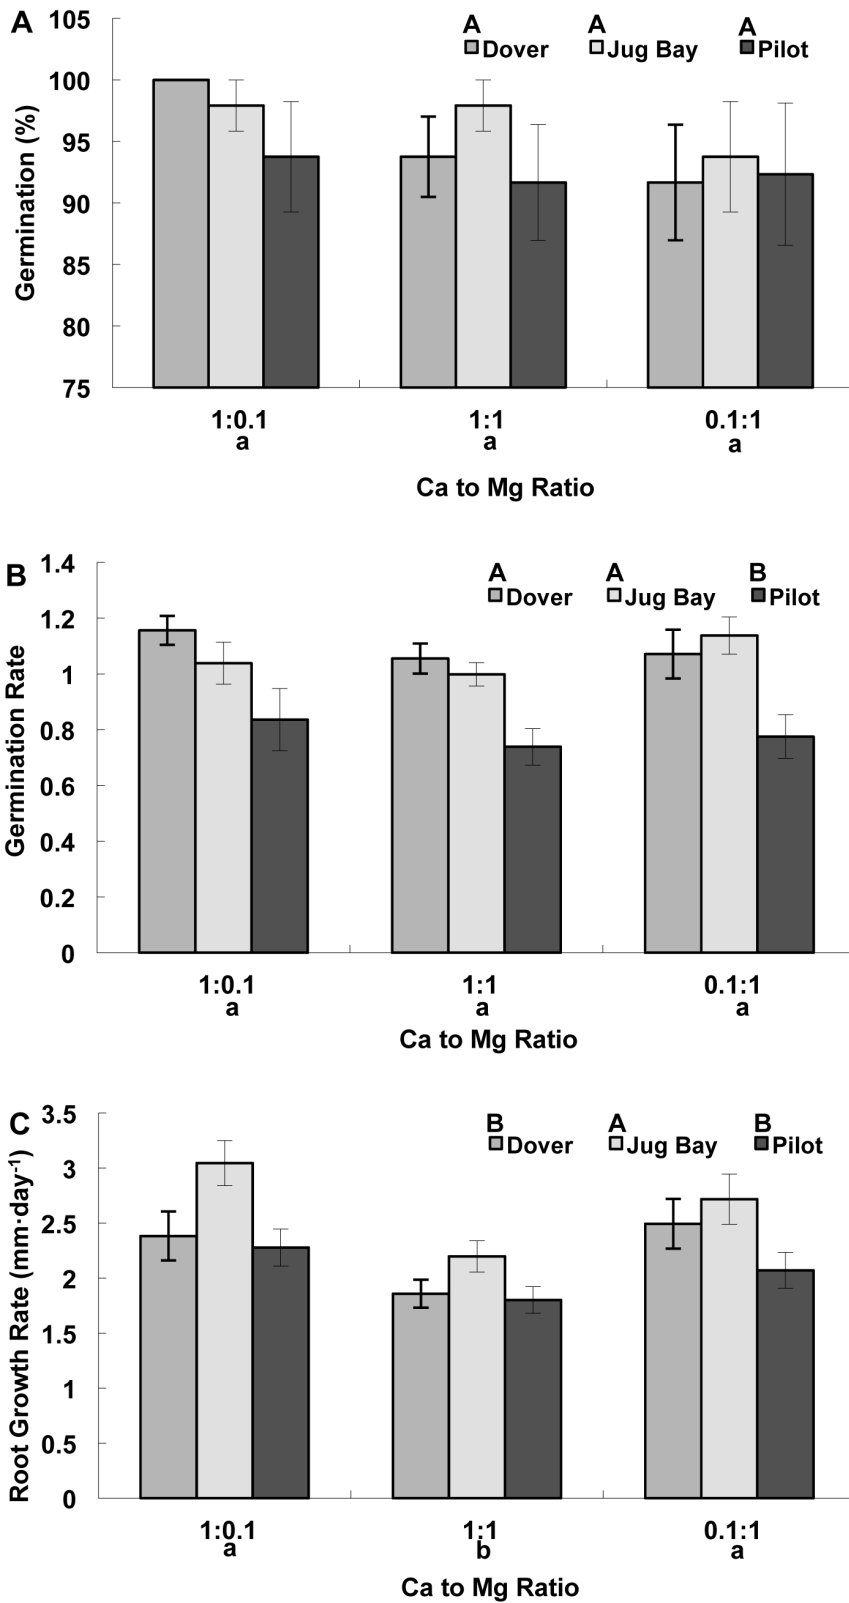 A
105
100
95
90
85
80
75
Germination (%)
A A A
Dover Jug Bay Pilot
1:0.1 1:1 0.1:1
a a a
Ca to Mg Ratio
B
1.4
1.2
1
0.8
0.6
0.4
0.2
0
Germination Rate
A A B
Dover Jug Bay Pilot
1:0.1 1:1 0.1:1
a a a
Ca to Mg Ratio
C
3.5
3
2.5
2
1.5
1
0.5
0
Root Growth Rate (mm·day⁻¹)
B A B
Dover Jug Bay Pilot
1:0.1 1:1 0.1:1
a b a
Ca to Mg Ratio